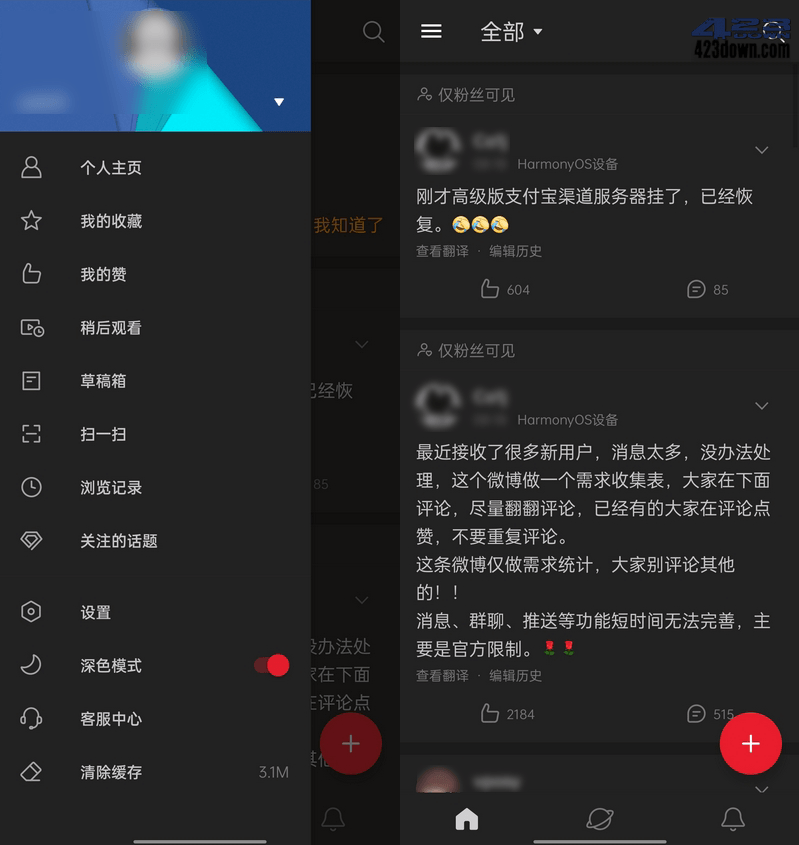 个人主页
我的收藏
我的赞
稍后观看
草稿箱
扫一扫
浏览记录
关注的话题
设置
深色模式
客服中心
清除缓存 3.1M
我知道了
已经恢
85
没办法处
家在下面
在评论点
其他
全部
423down.com
仅粉丝可见
HarmonyOS设备
刚才高级版支付宝渠道服务器挂了，已经恢
复。😂😂😂
查看翻译 · 编辑历史
604 85
仅粉丝可见
HarmonyOS设备
最近接收了很多新用户，消息太多，没办法处
理，这个微博做一个需求收集表，大家在下面
评论，尽量翻翻评论，已经有的大家在评论点
赞，不要重复评论。
这条微博仅做需求统计，大家别评论其他
的！！
消息、群聊、推送等功能短时间无法完善，主
要是官方限制。🌹🌹
查看翻译 · 编辑历史
2184 515